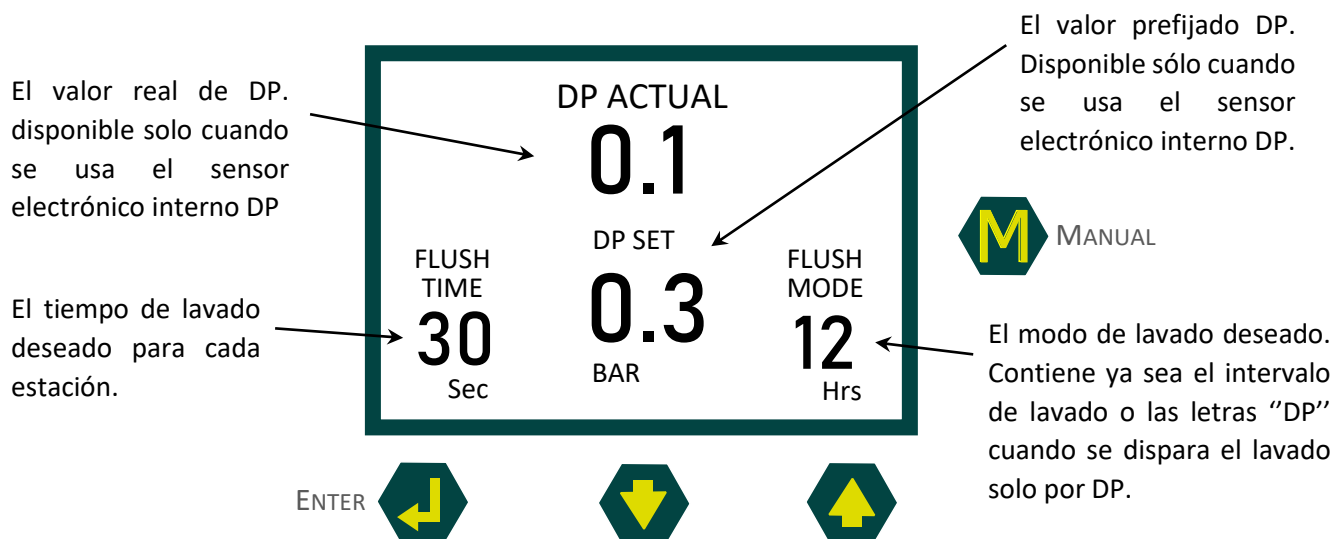 El valor prefijado DP.
Disponible sólo cuando
se usa el sensor
electrónico interno DP.
El valor real de DP.
disponible solo cuando
se usa el sensor
electrónico interno DP
DP ACTUAL
0.1
DP SET
0.3
BAR
FLUSH
TIME
30
Sec
FLUSH
MODE
12
Hrs
M MANUAL
El tiempo de lavado
deseado para cada
estación.
El modo de lavado deseado.
Contiene ya sea el intervalo
de lavado o las letras ‘’DP’’
cuando se dispara el lavado
solo por DP.
ENTER